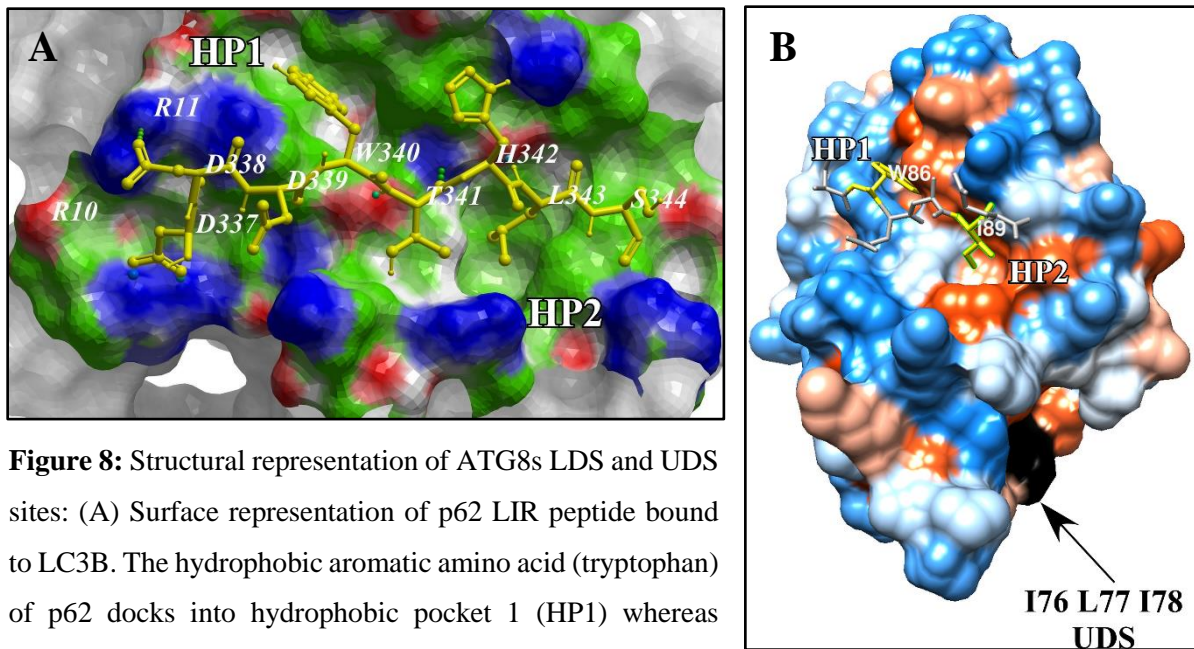 A
HP1
R11
D338
W340
H342
D339
T341
L343
S344
R10
D337
HP2
B
HP1
W86
I89
HP2
I76 L77 I78
UDS
Figure 8: Structural representation of ATG8s LDS and UDS
sites: (A) Surface representation of p62 LIR peptide bound
to LC3B. The hydrophobic aromatic amino acid (tryptophan)
of p62 docks into hydrophobic pocket 1 (HP1) whereas